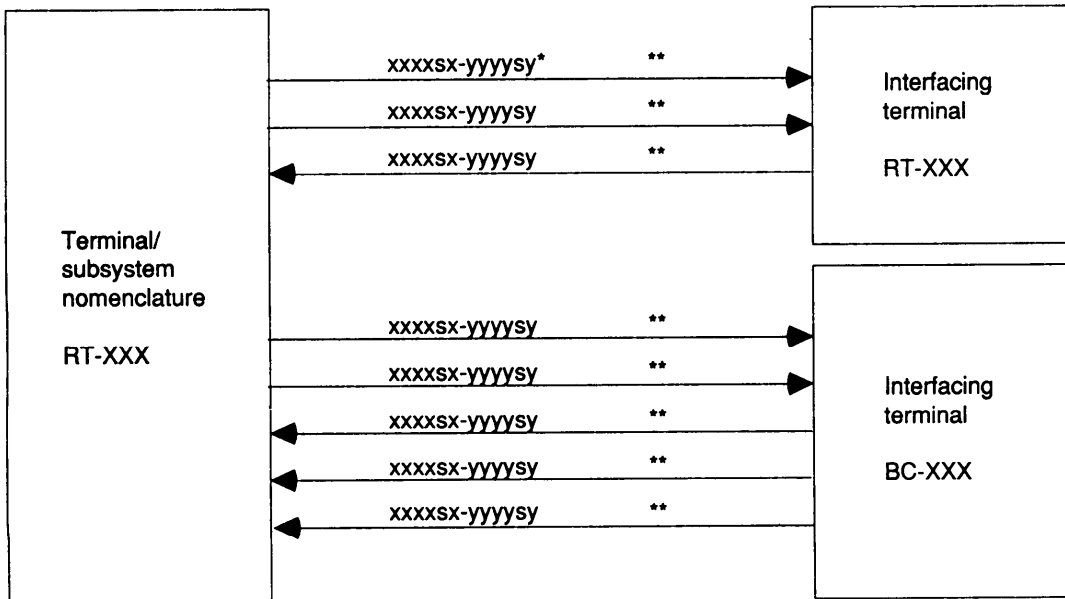 Terminal/
subsystem
nomenclature
RT-XXX
xxxxsx-yyyysy* **
xxxxsx-yyyysy **
xxxxsx-yyyysy **
Interfacing
terminal
RT-XXX
xxxxsx-yyyysy **
xxxxsx-yyyysy **
xxxxsx-yyyysy **
xxxxsx-yyyysy **
xxxxsx-yyyysy **
Interfacing
terminal
BC-XXX